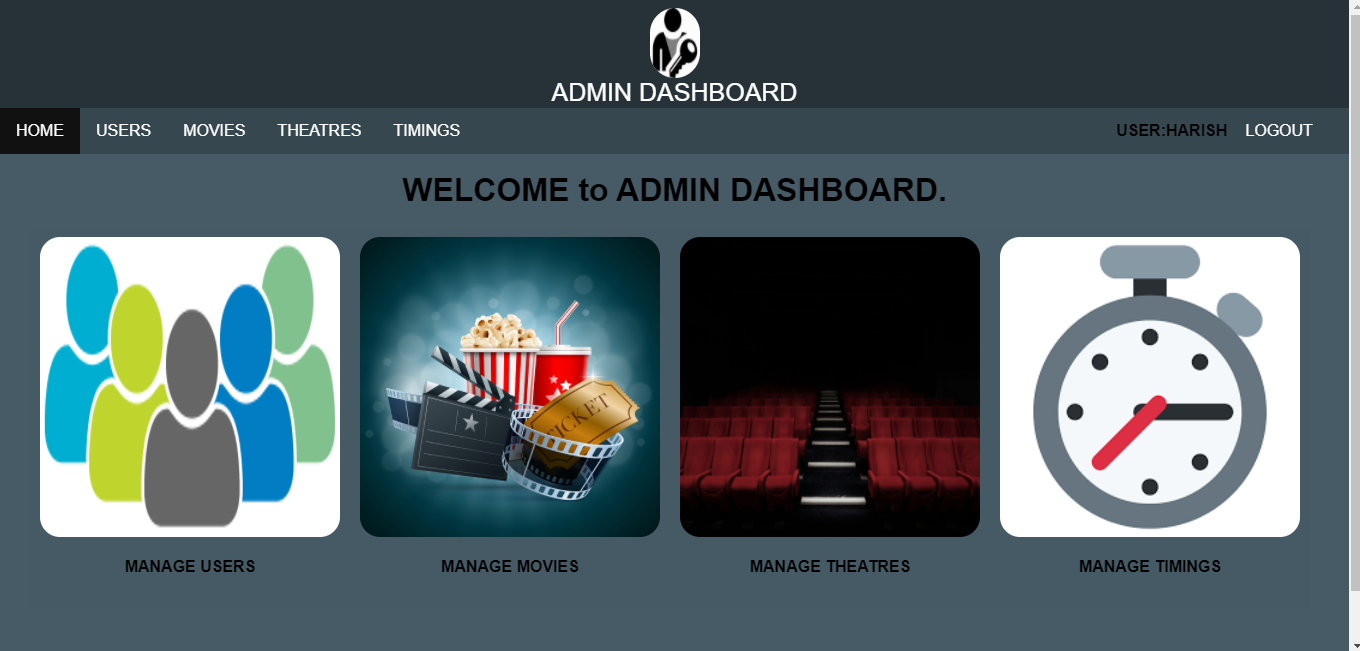 ADMIN DASHBOARD
HOME USERS MOVIES THEATRES TIMINGS USER:HARISH LOGOUT
WELCOME to ADMIN DASHBOARD.
TICKET
MANAGE USERS MANAGE MOVIES MANAGE THEATRES MANAGE TIMINGS